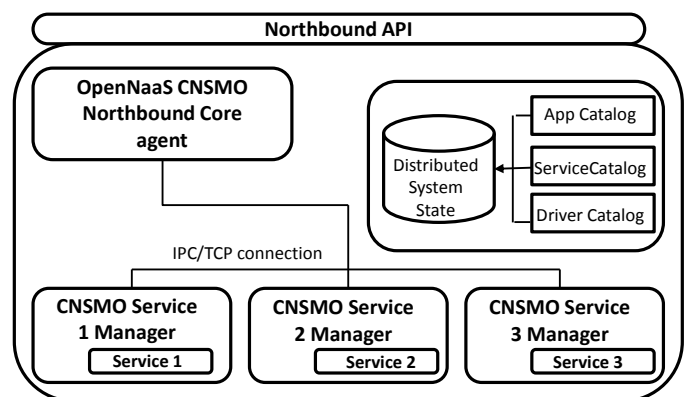 Northbound API
OpenNaaS CNSMO
Northbound Core
agent
Distributed
System
State
App Catalog
ServiceCatalog
Driver Catalog
IPC/TCP connection
CNSMO Service
1 Manager
Service 1
CNSMO Service
2 Manager
Service 2
CNSMO Service
3 Manager
Service 3